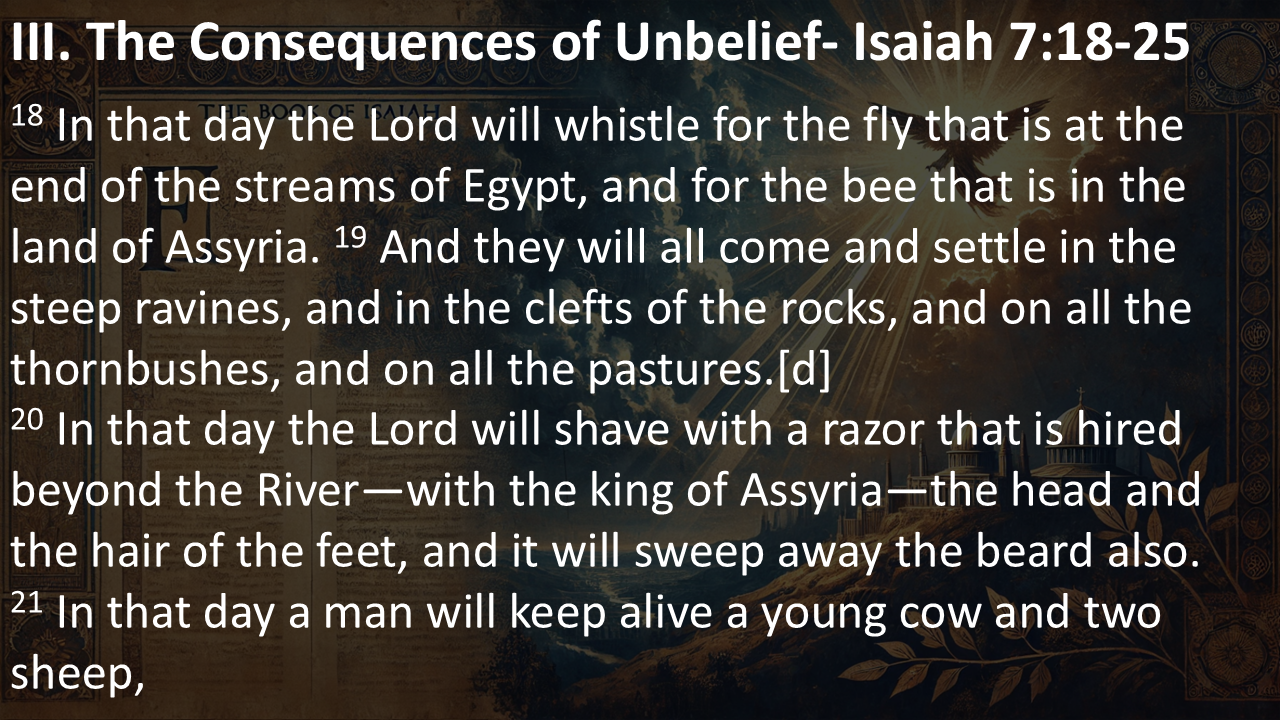 III. The Consequences of Unbelief- Isaiah 7:18-25
THE BOOK OF ISAIAH
18 In that day the Lord will whistle for the fly that is at the
end of the streams of Egypt, and for the bee that is in the
land of Assyria. 19 And they will all come and settle in the
steep ravines, and in the clefts of the rocks, and on all the
thornbushes, and on all the pastures.[d]
20 In that day the Lord will shave with a razor that is hired
beyond the River—with the king of Assyria—the head and
the hair of the feet, and it will sweep away the beard also.
21 In that day a man will keep alive a young cow and two
sheep,